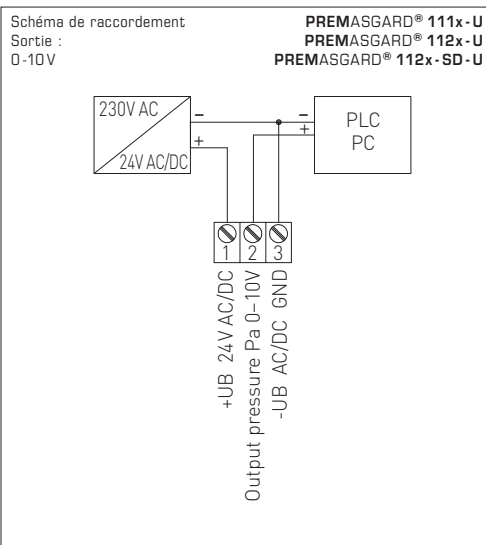 Schéma de raccordement
Sortie :
0-10 V
PREMASGARD® 111x-U
PREMASGARD® 112x-U
PREMASGARD® 112x-SD-U
230V AC
24V AC/DC
–
+
–
+
PLC
PC
1
2
3
+UB 24V AC/DC
Output pressure Pa 0–10V
-UB AC/DC GND